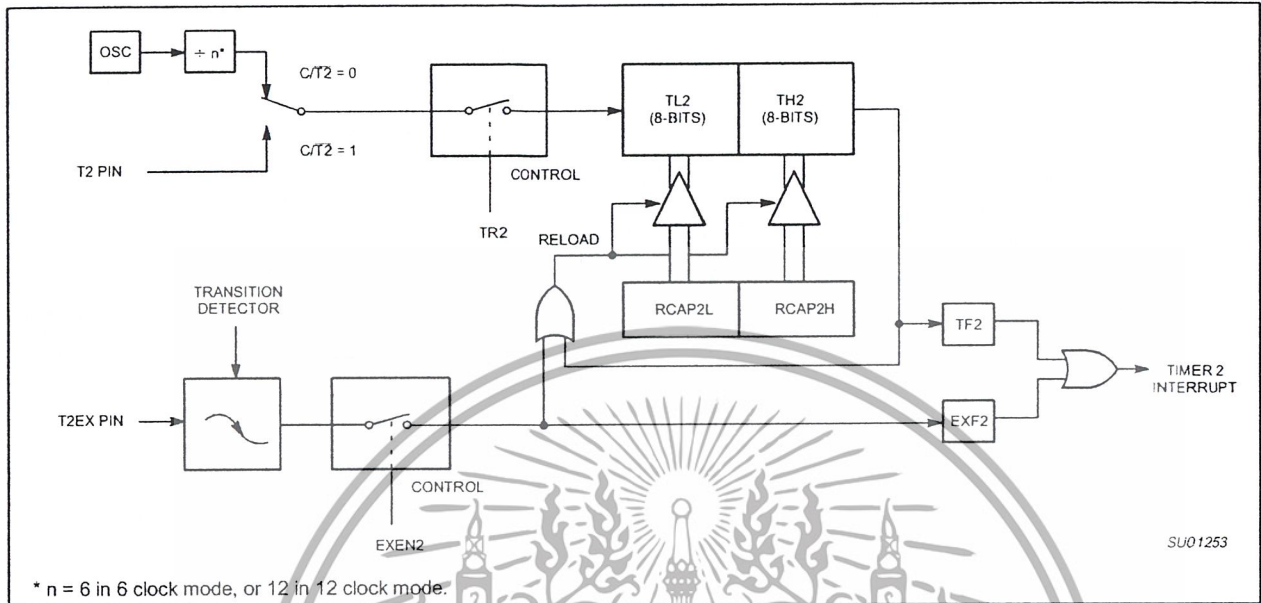 OSC
÷ n*
C/T2 = 0
C/T2 = 1
T2 PIN
CONTROL
TR2
TL2
(8-BITS)
TH2
(8-BITS)
RELOAD
RCAP2L
RCAP2H
TRANSITION
DETECTOR
T2EX PIN
CONTROL
EXEN2
TF2
EXF2
TIMER 2
INTERRUPT
SU01253
* n = 6 in 6 clock mode, or 12 in 12 clock mode.